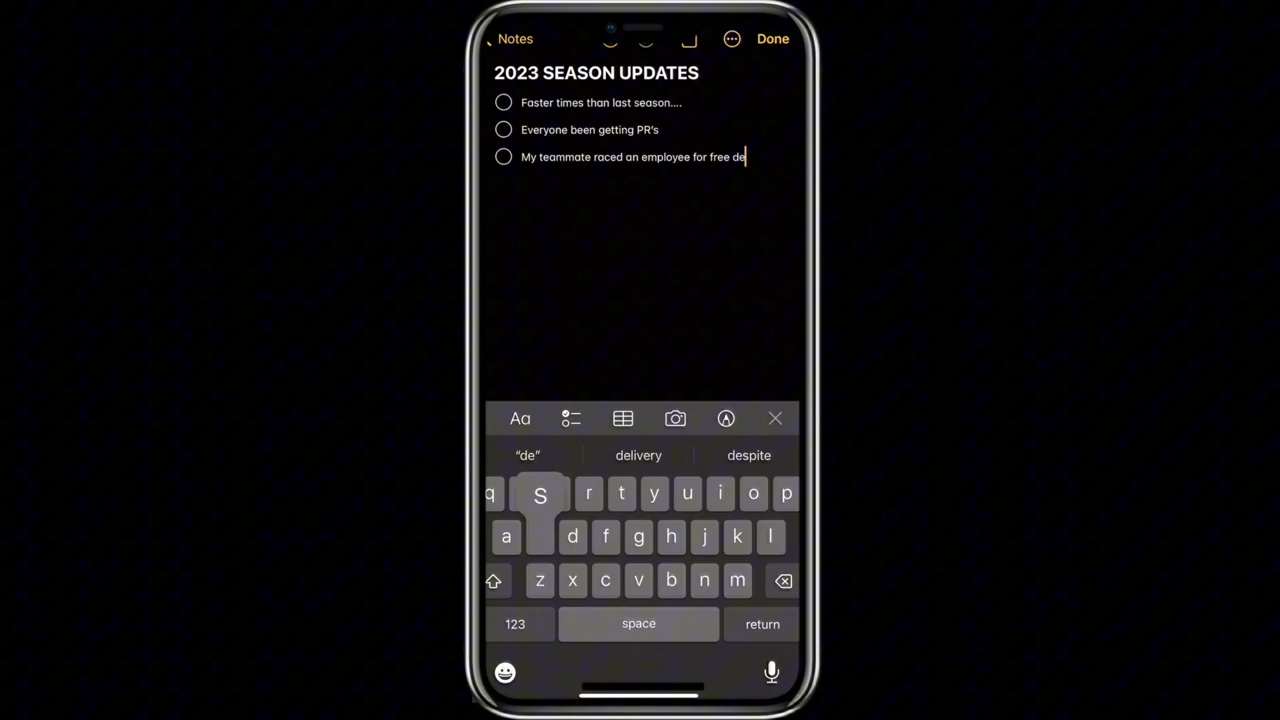 Notes
Done
2023 SEASON UPDATES
Faster times than last season....
Everyone been getting PR's
My teammate raced an employee for free de
Aa
“de” delivery despite
q S r t y u i o p
a d f g h j k l
z x c v b n m
123 space return